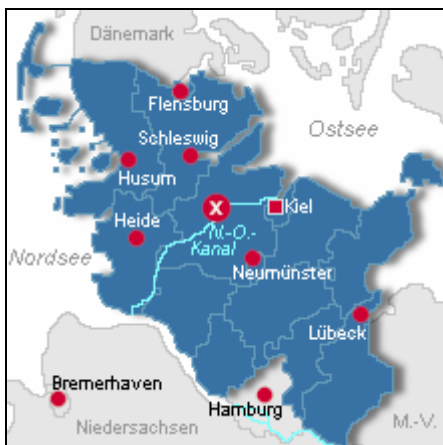 Dänemark
Flensburg
Ostsee
Schleswig
Husum
X
Kiel
Heide
N.-O.-
Kanal
Nordsee
Neumünster
Lübeck
Bremerhaven
Hamburg
Niedersachsen
M.-V.